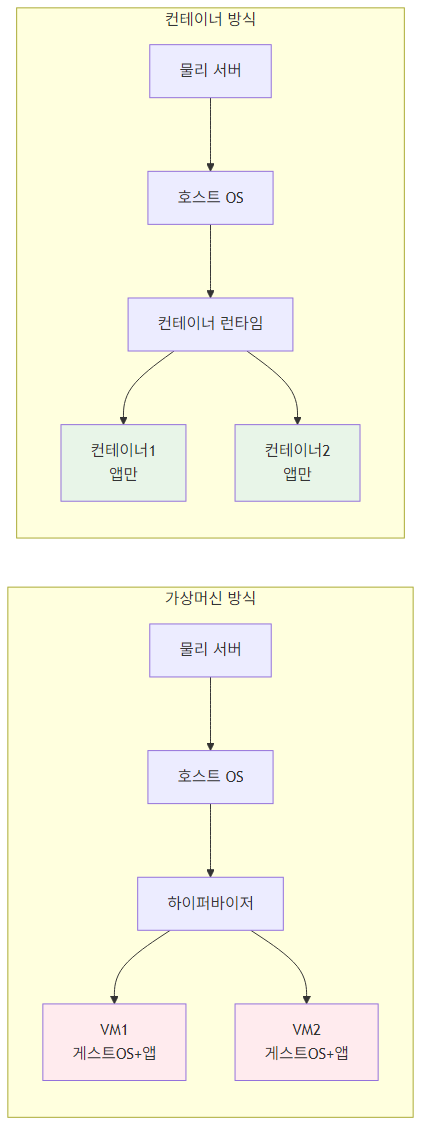 컨테이너 방식
물리 서버
호스트 OS
컨테이너 런타임
컨테이너1
앱만
컨테이너2
앱만
가상머신 방식
물리 서버
호스트 OS
하이퍼바이저
VM1
게스트OS+앱
VM2
게스트OS+앱